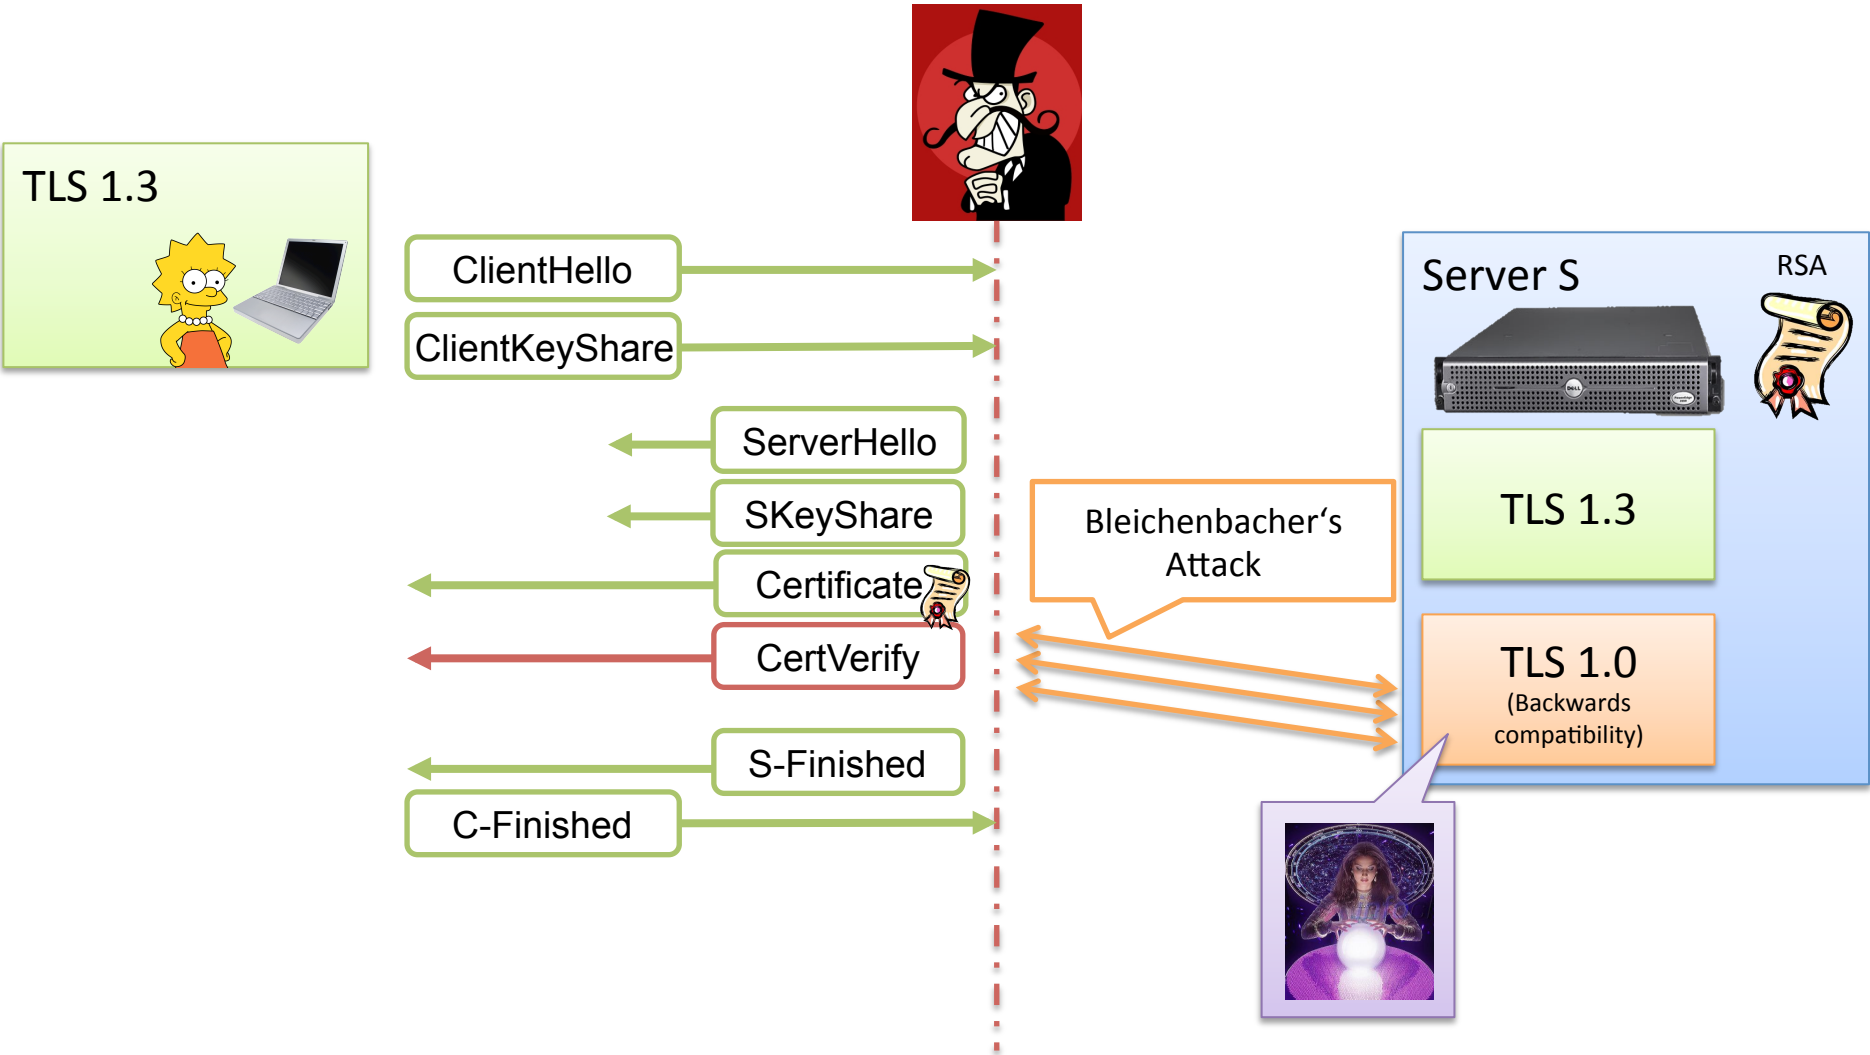 TLS 1.3
ClientHello
ClientKeyShare
ServerHello
SKeyShare
Certificate
CertVerify
S-Finished
C-Finished
Bleichenbacher‘s
Attack
Server S
RSA
DELL
TLS 1.3
TLS 1.0
(Backwards
compatibility)